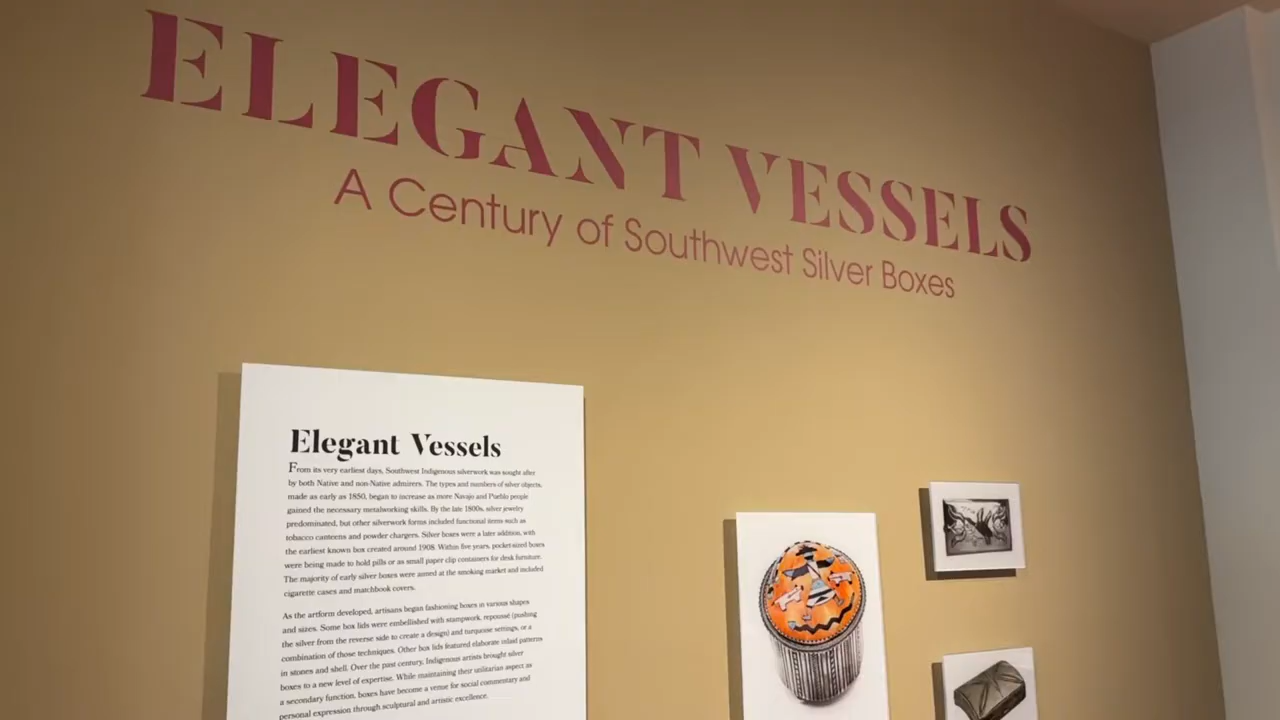 ELEGANT VESSELS
A Century of Southwest Silver Boxes
Elegant Vessels
From its very earliest days, Southwest Indigenous silverwork was sought after
by both Native and non-Native admirers. The types and numbers of silver objects,
made as early as 1850, began to increase as more Navajo and Pueblo people
gained the necessary metalworking skills. By the late 1800s, silver jewelry
predominated, but other silverwork forms included functional items such as
tobacco canteens and powder chargers. Silver boxes were a later addition, with
the earliest known box created around 1908. Within five years, pocket-sized boxes
were being made to hold pills or as small paper clip containers for desk furniture.
The majority of early silver boxes were aimed at the smoking market and included
cigarette cases and matchbook covers.
As the artform developed, artisans began fashioning boxes in various shapes
and sizes. Some box lids were embellished with stampwork, repoussé (pushing
the silver from the reverse side to create a design) and turquoise settings, or a
combination of those techniques. Other box lids featured elaborate inlaid patterns
in stones and shell. Over the past century, Indigenous artists brought silver
boxes to a new level of expertise. While maintaining their utilitarian aspect as
a secondary function, boxes have become a venue for social commentary and
personal expression through sculptural and artistic excellence.